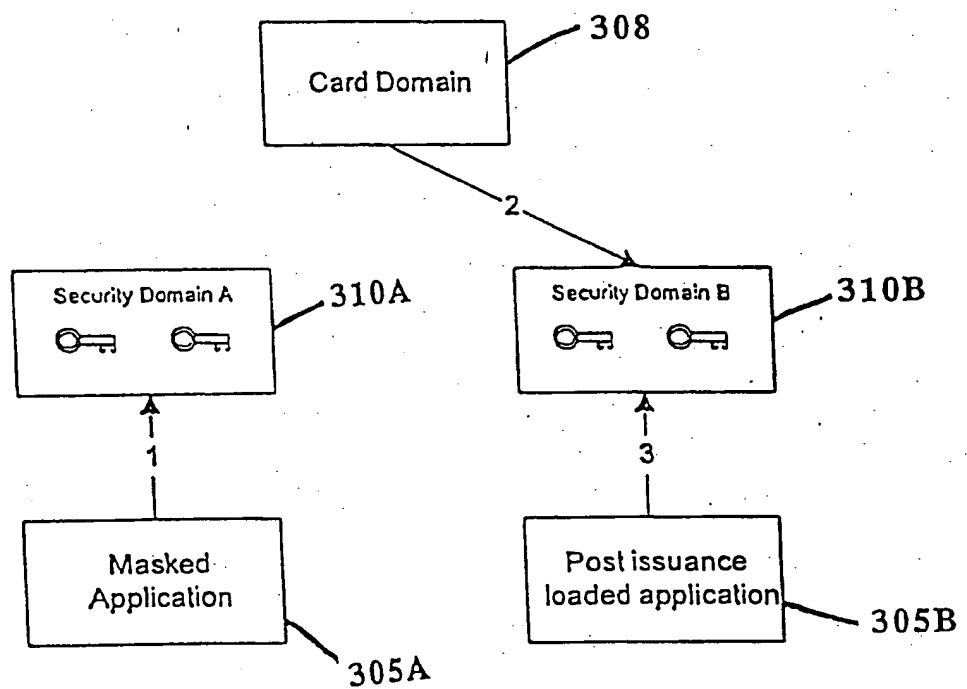 308
Card Domain
2
Security Domain A
310A
Security Domain B
310B
1
3
Masked
Application
Post issuance
loaded application
305A
305B